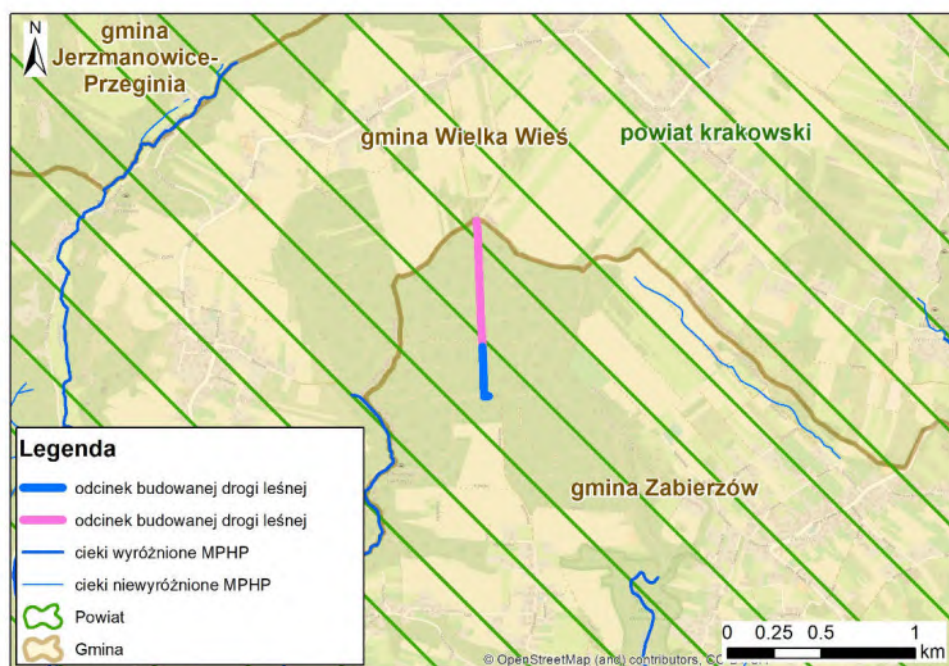 N
gmina
Jerzmanowice-
Przeginia
gmina Wielka Wieś
powiat krakowski
gmina Zabierzów
Legenda
odcinek budowanej drogi leśnej
odcinek budowanej drogi leśnej
cieki wyróżnione MPHP
cieki niewyróżnione MPHP
Powiat
Gmina
0 0.25 0.5 1
km
© OpenStreetMap (and) contributors,